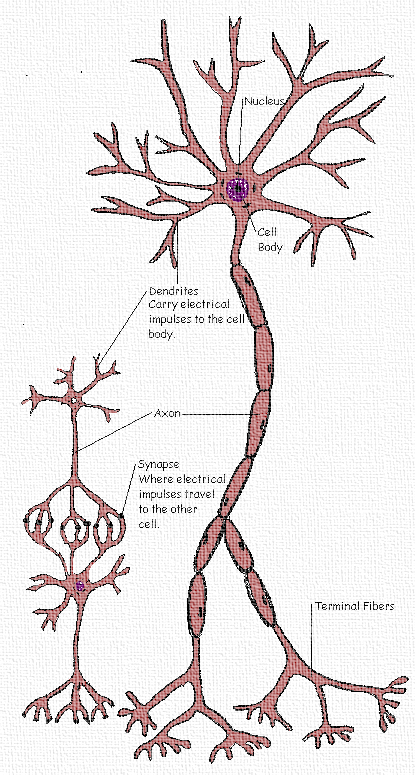 Nucleus
Cell
Body
Dendrites
Carry electrical
impulses to the cell
body.
Axon
Synapse
Where electrical
impulses travel
to the other
cell.
Terminal Fibers